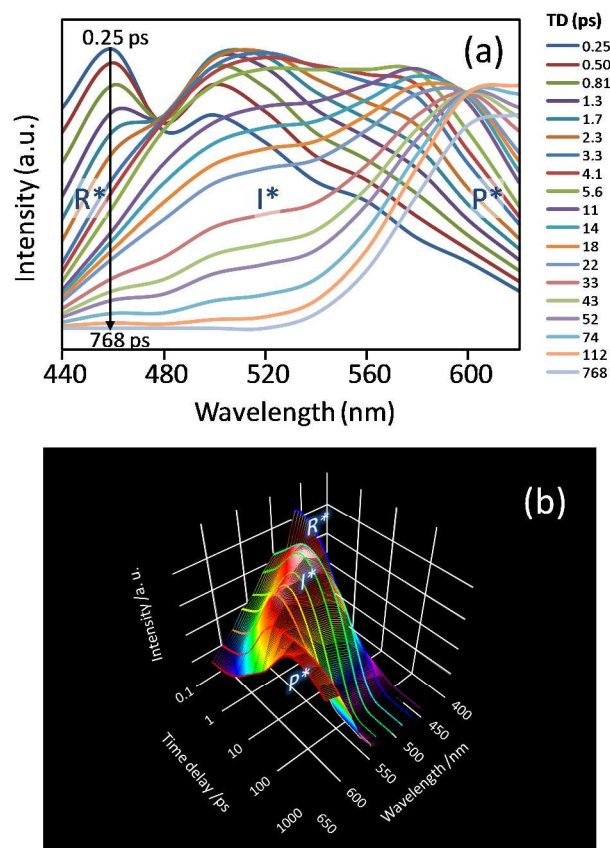 (a)
TD (ps)
0.25 ps
R*
I*
P*
768 ps
Intensity (a.u.)
440 480 520 560 600
Wavelength (nm)
0.25
0.50
0.81
1.3
1.7
2.3
3.3
4.1
5.6
11
14
18
22
33
43
52
74
112
768
(b)
R*
I*
P*
Intensity /a. u.
0.1
1
10
100
1000
Time delay /ps
400
450
500
550
600
650
Wavelength /nm